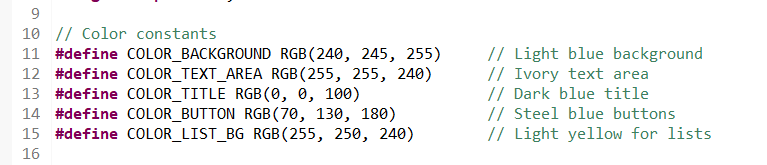 9
10 // Color constants
11 #define COLOR_BACKGROUND RGB(240, 245, 255) // Light blue background
12 #define COLOR_TEXT_AREA RGB(255, 255, 240) // Ivory text area
13 #define COLOR_TITLE RGB(0, 0, 100) // Dark blue title
14 #define COLOR_BUTTON RGB(70, 130, 180) // Steel blue buttons
15 #define COLOR_LIST_BG RGB(255, 250, 240) // Light yellow for lists
16